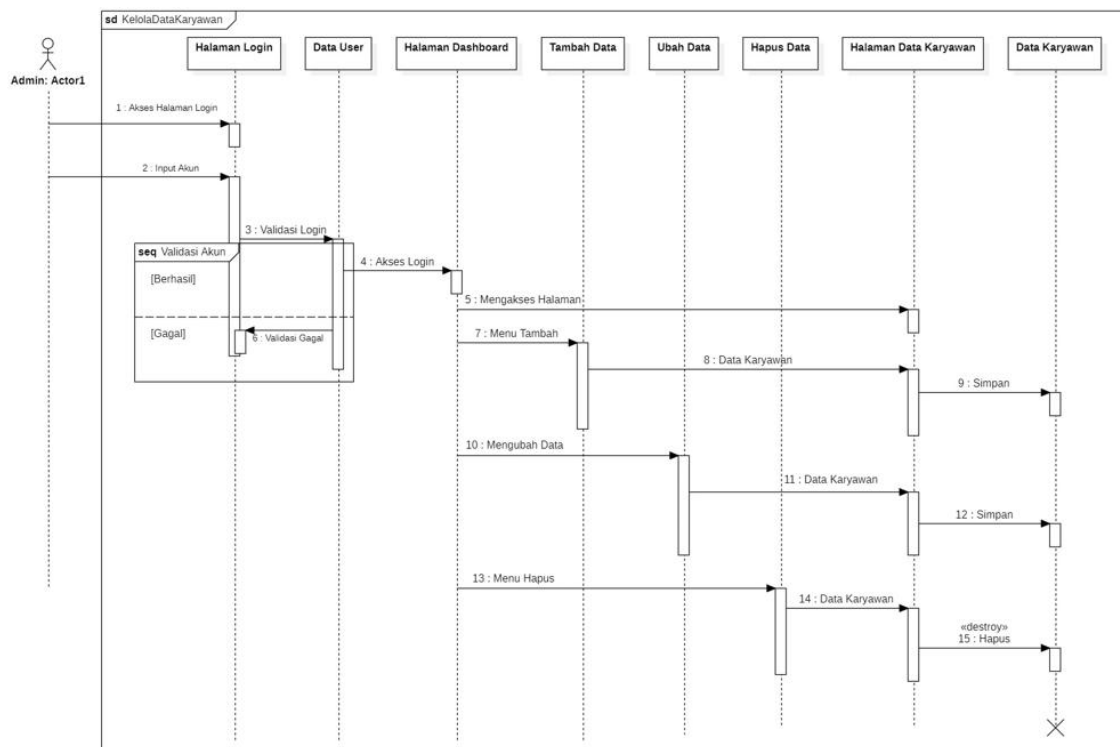 sd KelolaDataKaryawan
Admin: Actor1
Halaman Login
Data User
Halaman Dashboard
Tambah Data
Ubah Data
Hapus Data
Halaman Data Karyawan
Data Karyawan
1 : Akses Halaman Login
2 : Input Akun
3 : Validasi Login
seq Validasi Akun
4 : Akses Login
[Berhasil]
5 : Mengakses Halaman
[Gagal]
6 : Validasi Gagal
7 : Menu Tambah
8 : Data Karyawan
9 : Simpan
10 : Mengubah Data
11 : Data Karyawan
12 : Simpan
13 : Menu Hapus
14 : Data Karyawan
«destroy»
15 : Hapus